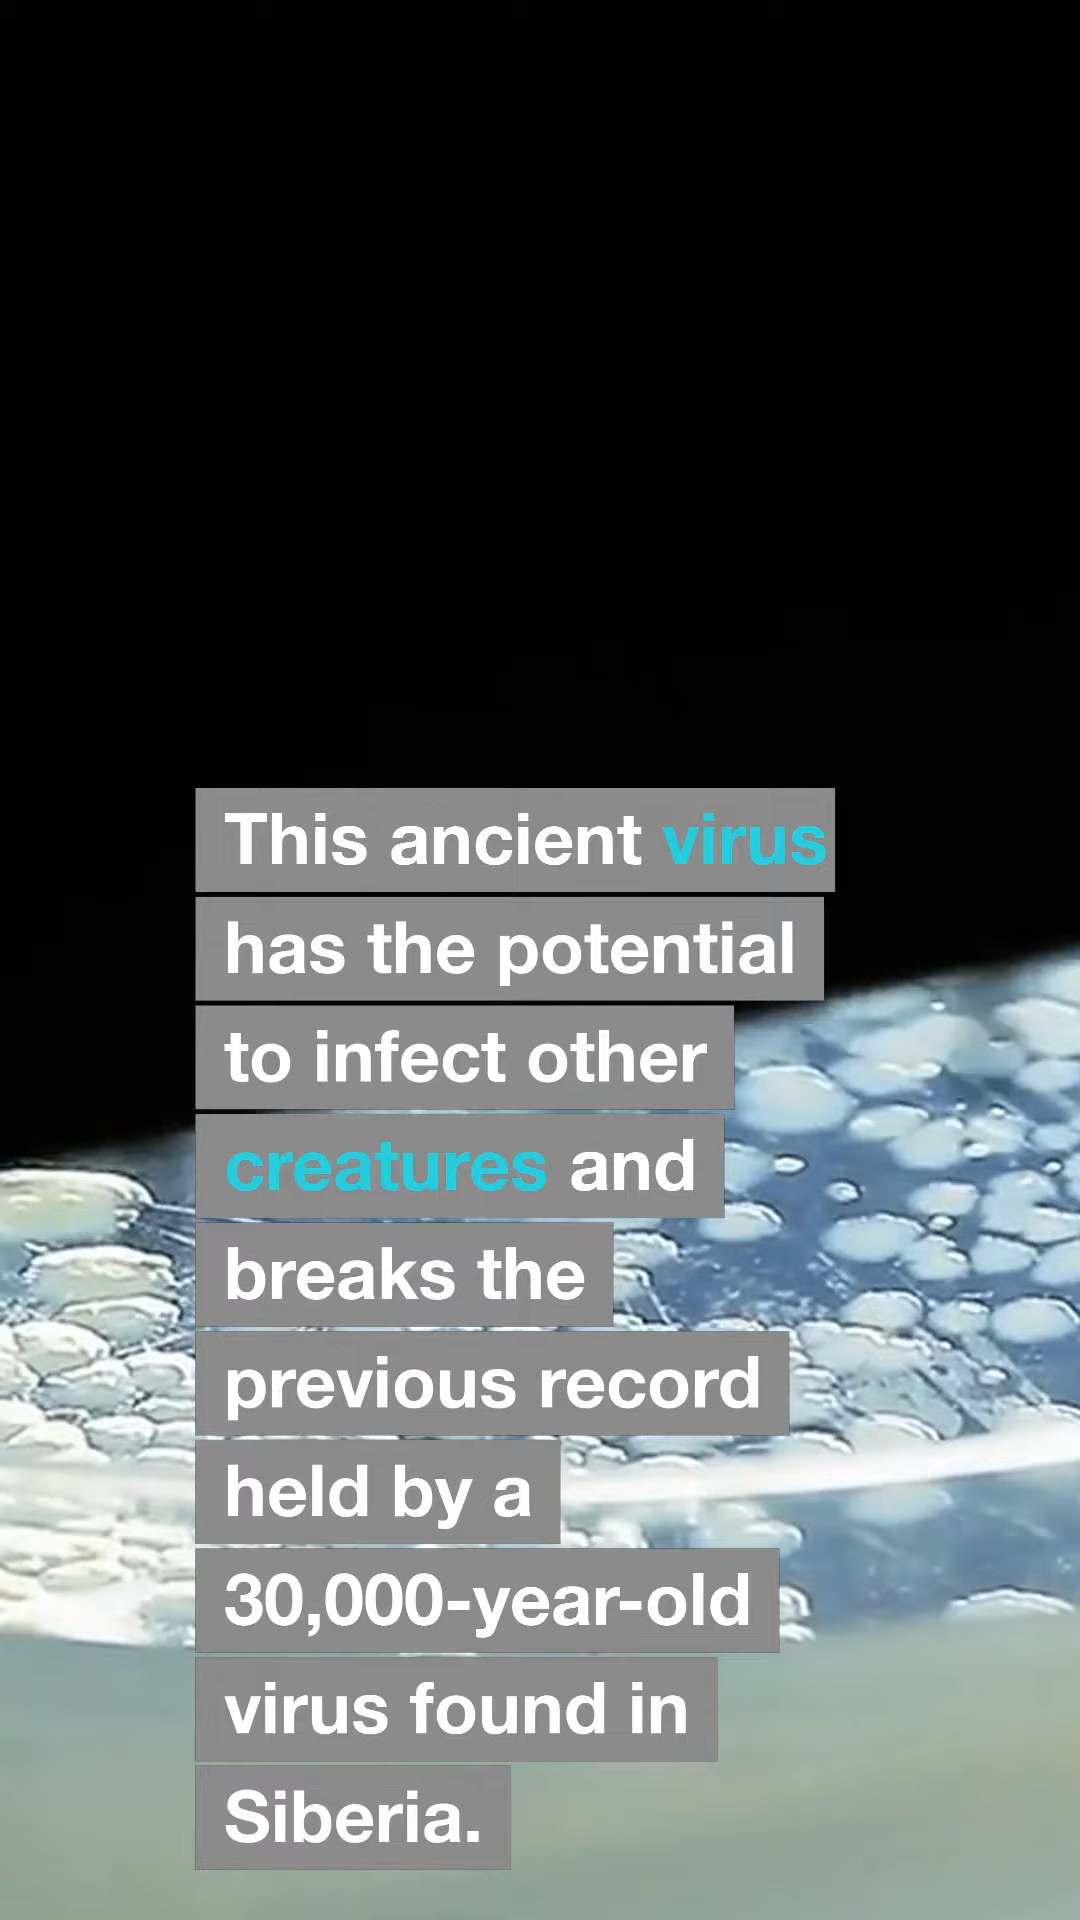 This ancient virus
has the potential
to infect other
creatures and
breaks the
previous record
held by a
30,000-year-old
virus found in
Siberia.